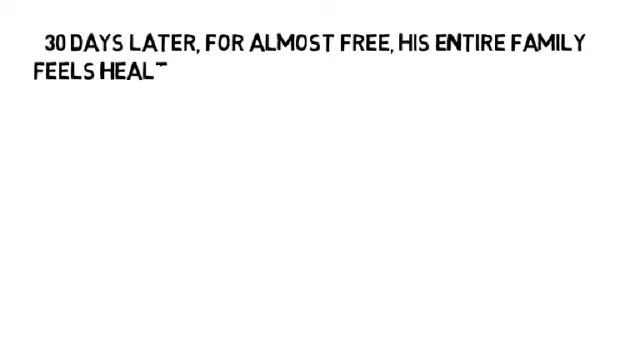 30 DAYS LATER, FOR ALMOST FREE, HIS ENTIRE FAMILY
FEELS HEAL